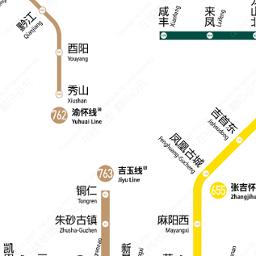 黔江
Qianjiang
酉阳
Youyang
秀山
Xiushan
762
渝怀线
Yuhuai Line
咸丰
Xianfeng
来凤
Laifeng
吉首东
Jishoudong
凤凰古城
Fenghuang Gucheng
655
张吉怀
Zhangjihu
763
吉玉线
Jiyu Line
铜仁
Tongren
朱砂古镇
Zhusha-Guzhen
麻阳西
Mayangxi